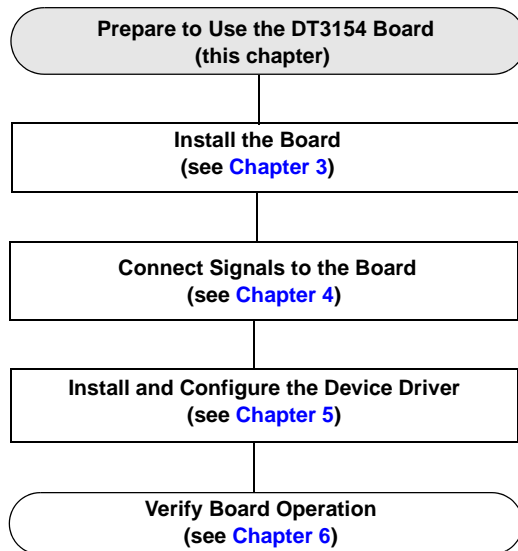 Prepare to Use the DT3154 Board
(this chapter)
Install the Board
(see Chapter 3)
Connect Signals to the Board
(see Chapter 4)
Install and Configure the Device Driver
(see Chapter 5)
Verify Board Operation
(see Chapter 6)